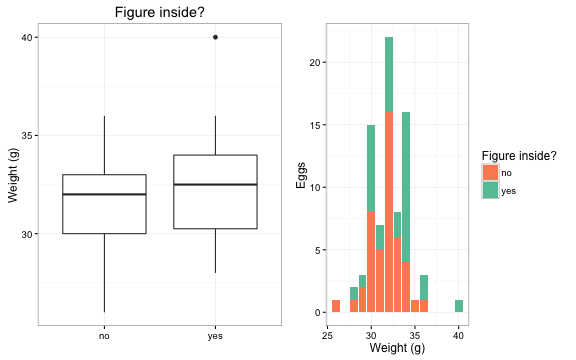 Figure inside?
Weight (g)
40
35
30
no yes
Eggs
20
15
10
5
0
25 30 35 40
Weight (g)
Figure inside?
no
yes